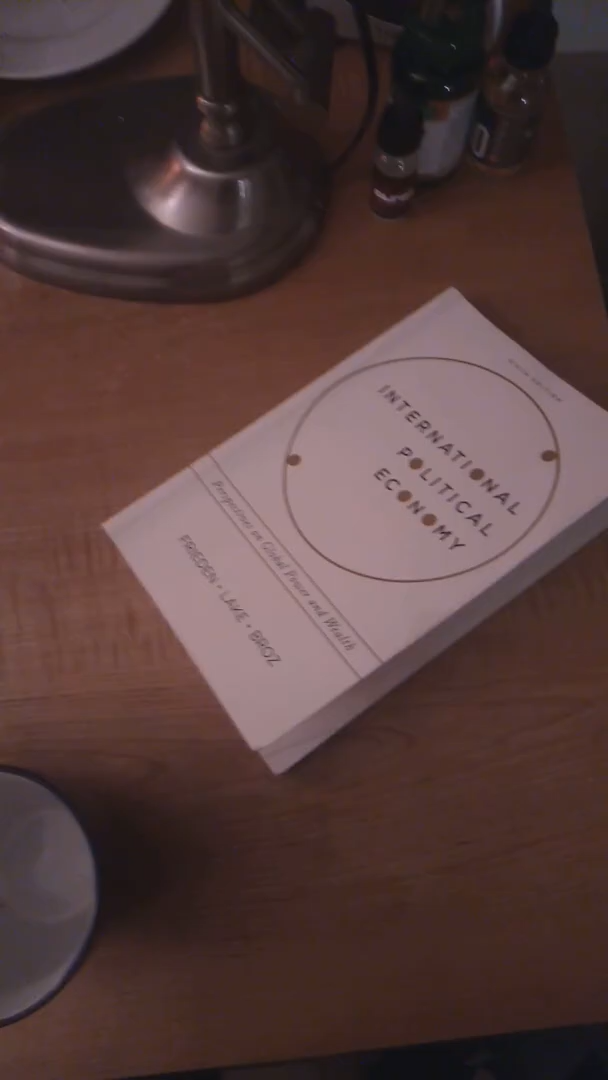 INTERNATIONAL
POLITICAL
ECONOMY
Perspectives on Global Power and Wealth
FRIEDEN • LAKE • BROZ